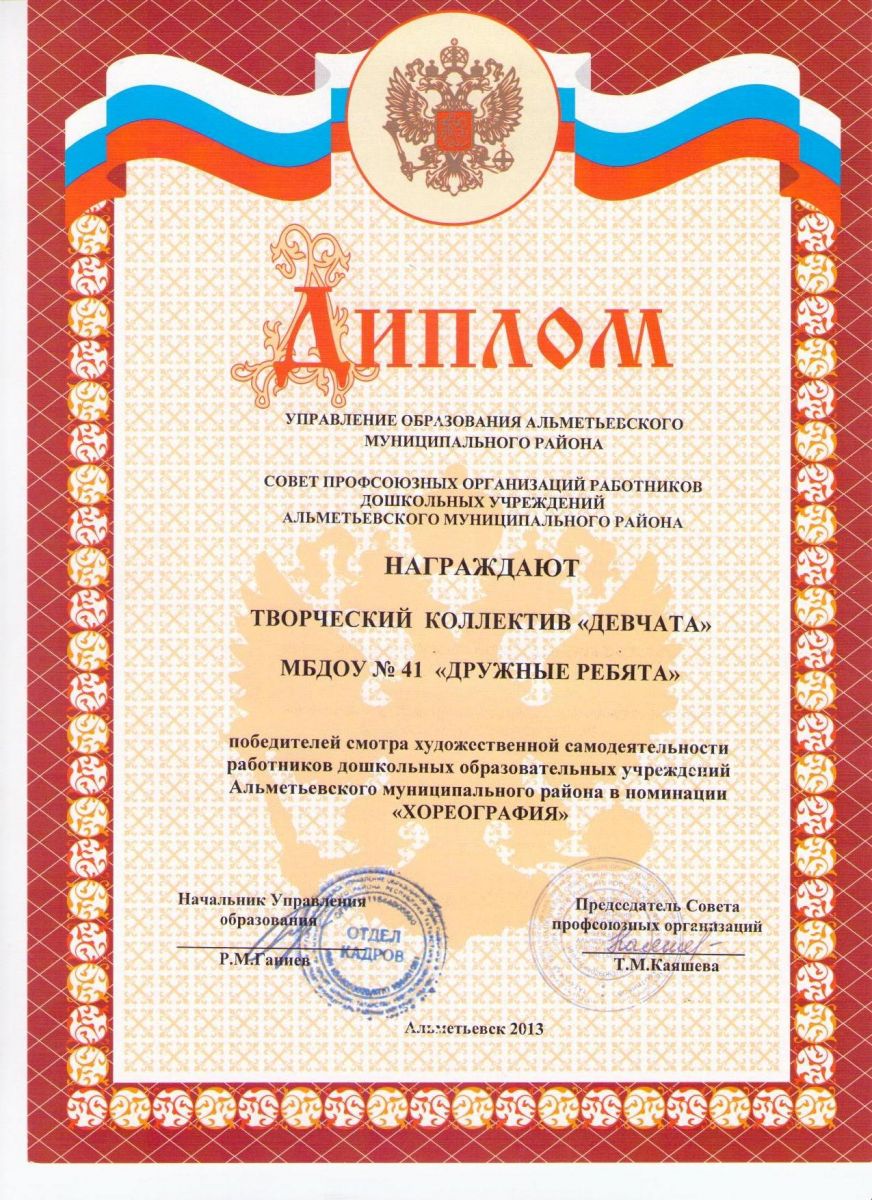 Диплом
УПРАВЛЕНИЕ ОБРАЗОВАНИЯ АЛЬМЕТЬЕВСКОГО
МУНИЦИПАЛЬНОГО РАЙОНА
СОВЕТ ПРОФСОЮЗНЫХ ОРГАНИЗАЦИЙ РАБОТНИКОВ
ДОШКОЛЬНЫХ УЧРЕЖДЕНИЙ
АЛЬМЕТЬЕВСКОГО МУНИЦИПАЛЬНОГО РАЙОНА
НАГРАЖДАЮТ
ТВОРЧЕСКИЙ КОЛЛЕКТИВ «ДЕВЧАТА»
МБДОУ № 41 «ДРУЖНЫЕ РЕБЯТА»
победителей смотра художественной самодеятельности
работников дошкольных образовательных учреждений
Альметьевского муниципального района в номинации
«ХОРЕОГРАФИЯ»
Начальник Управления
образования
Р.М.Ганиев
ОТДЕЛ
КАДРОВ
Председатель Совета
профсоюзных организаций
Т.М.Каяшева
Альметьевск 2013